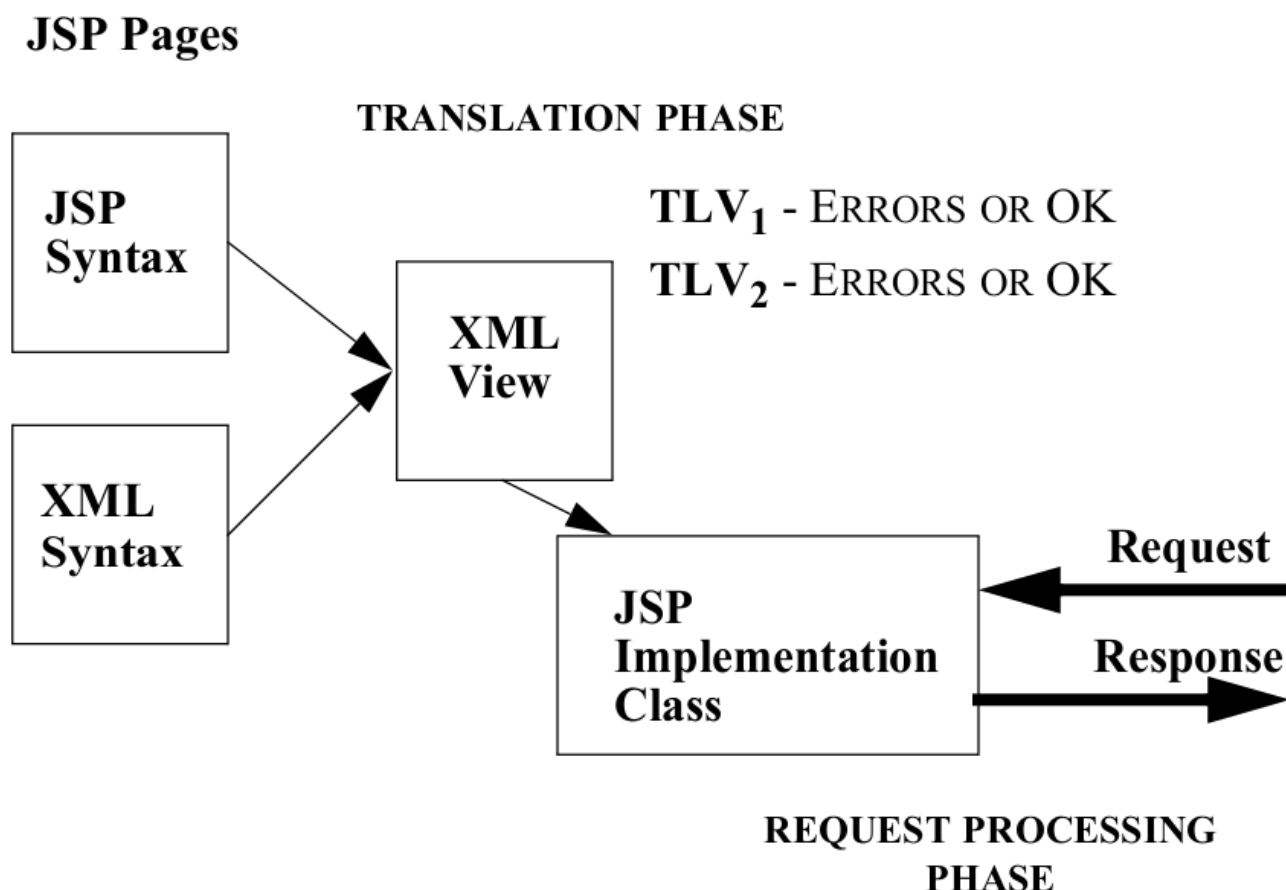 JSP Pages
TRANSLATION PHASE
JSP
Syntax
TLV1 - ERRORS OR OK
TLV2 - ERRORS OR OK
XML
View
XML
Syntax
Request
JSP
Implementation
Class
Response
REQUEST PROCESSING
PHASE